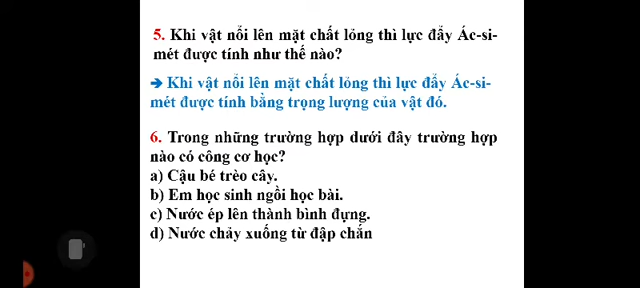 5. Khi vật nổi lên mặt chất lỏng thì lực đẩy Ác-si-
mét được tính như thế nào?
➔ Khi vật nổi lên mặt chất lỏng thì lực đẩy Ác-si-
mét được tính bằng trọng lượng của vật đó.
6. Trong những trường hợp dưới đây trường hợp
nào có công cơ học?
a) Cậu bé trèo cây.
b) Em học sinh ngồi học bài.
c) Nước ép lên thành bình đựng.
d) Nước chảy xuống từ đập chắn